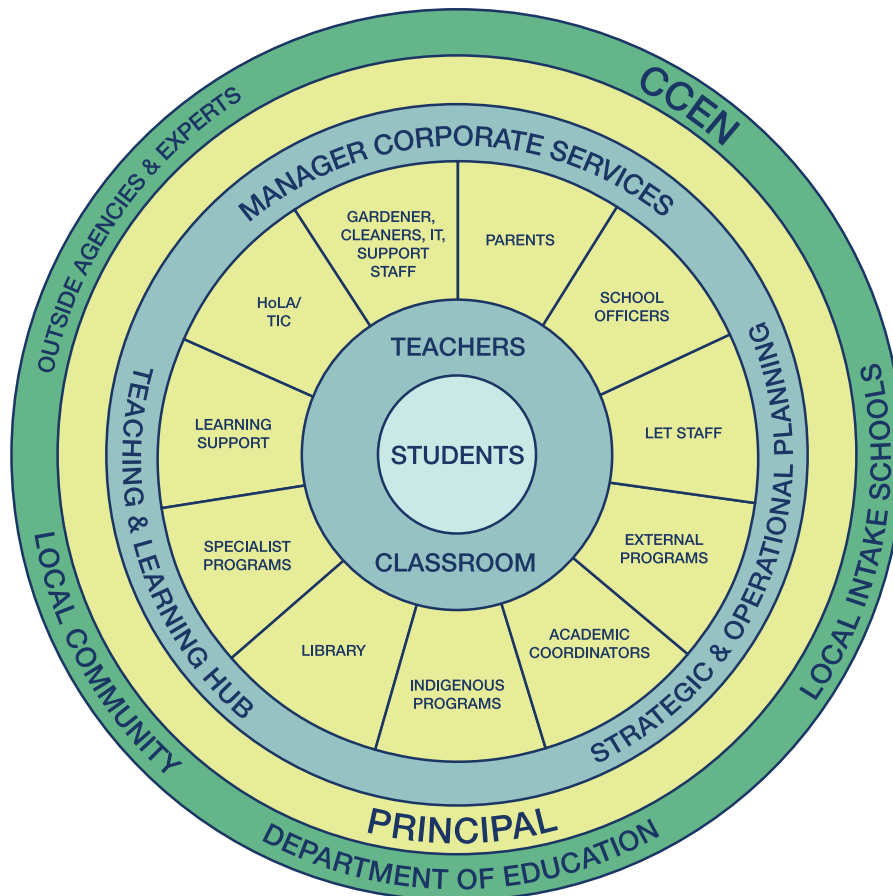 CCEN
OUTSIDE AGENCIES & EXPERTS
MANAGER CORPORATE SERVICES
GARDENER,
CLEANERS, IT,
SUPPORT
STAFF
PARENTS
HoLA/
TIC
SCHOOL
OFFICERS
TEACHERS
LEARNING
SUPPORT
LET STAFF
STUDENTS
TEACHING & LEARNING HUB
STRATEGIC & OPERATIONAL PLANNING
LOCAL INTAKE SCHOOLS
SPECIALIST
PROGRAMS
CLASSROOM
EXTERNAL
PROGRAMS
LIBRARY
ACADEMIC
COORDINATORS
INDIGENOUS
PROGRAMS
LOCAL COMMUNITY
PRINCIPAL
DEPARTMENT OF EDUCATION